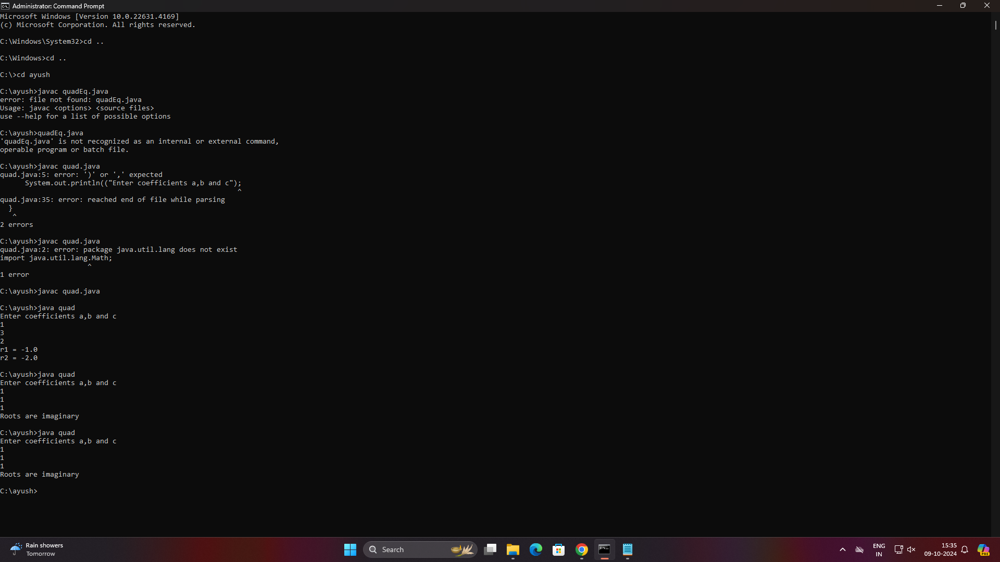 Administrator: Command Prompt
Microsoft Windows [Version 10.0.22631.4169]
(c) Microsoft Corporation. All rights reserved.
C:\Windows\System32>cd ..
C:\Windows>cd ..
C:\>cd ayush
C:\ayush>javac quadEq.java
error: file not found: quadEq.java
Usage: javac <options> <source files>
use --help for a list of possible options
C:\ayush>quadEq.java
'quadEq.java' is not recognized as an internal or external command,
operable program or batch file.
C:\ayush>javac quad.java
quad.java:5: error: ')' or ',' expected
      System.out.println(("Enter coefficients a,b and c");
                                                         ^
quad.java:35: error: reached end of file while parsing
  }
   ^
2 errors
C:\ayush>javac quad.java
quad.java:2: error: package java.util.lang does not exist
import java.util.lang.Math;
                     ^
1 error
C:\ayush>javac quad.java
C:\ayush>java quad
Enter coefficients a,b and c
1
3
2
r1 = -1.0
r2 = -2.0
C:\ayush>java quad
Enter coefficients a,b and c
1
1
1
Roots are imaginary
C:\ayush>java quad
Enter coefficients a,b and c
1
1
1
Roots are imaginary
C:\ayush>
Rain showers
Tomorrow
Search
ENG
IN
15:35
09-10-2024
PRE